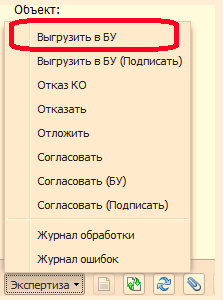 Объект:
Выгрузить в БУ
Выгрузить в БУ (Подписать)
Отказ КО
Отказать
Отложить
Согласовать
Согласовать (БУ)
Согласовать (Подписать)
Журнал обработки
Журнал ошибок
Экспертиза